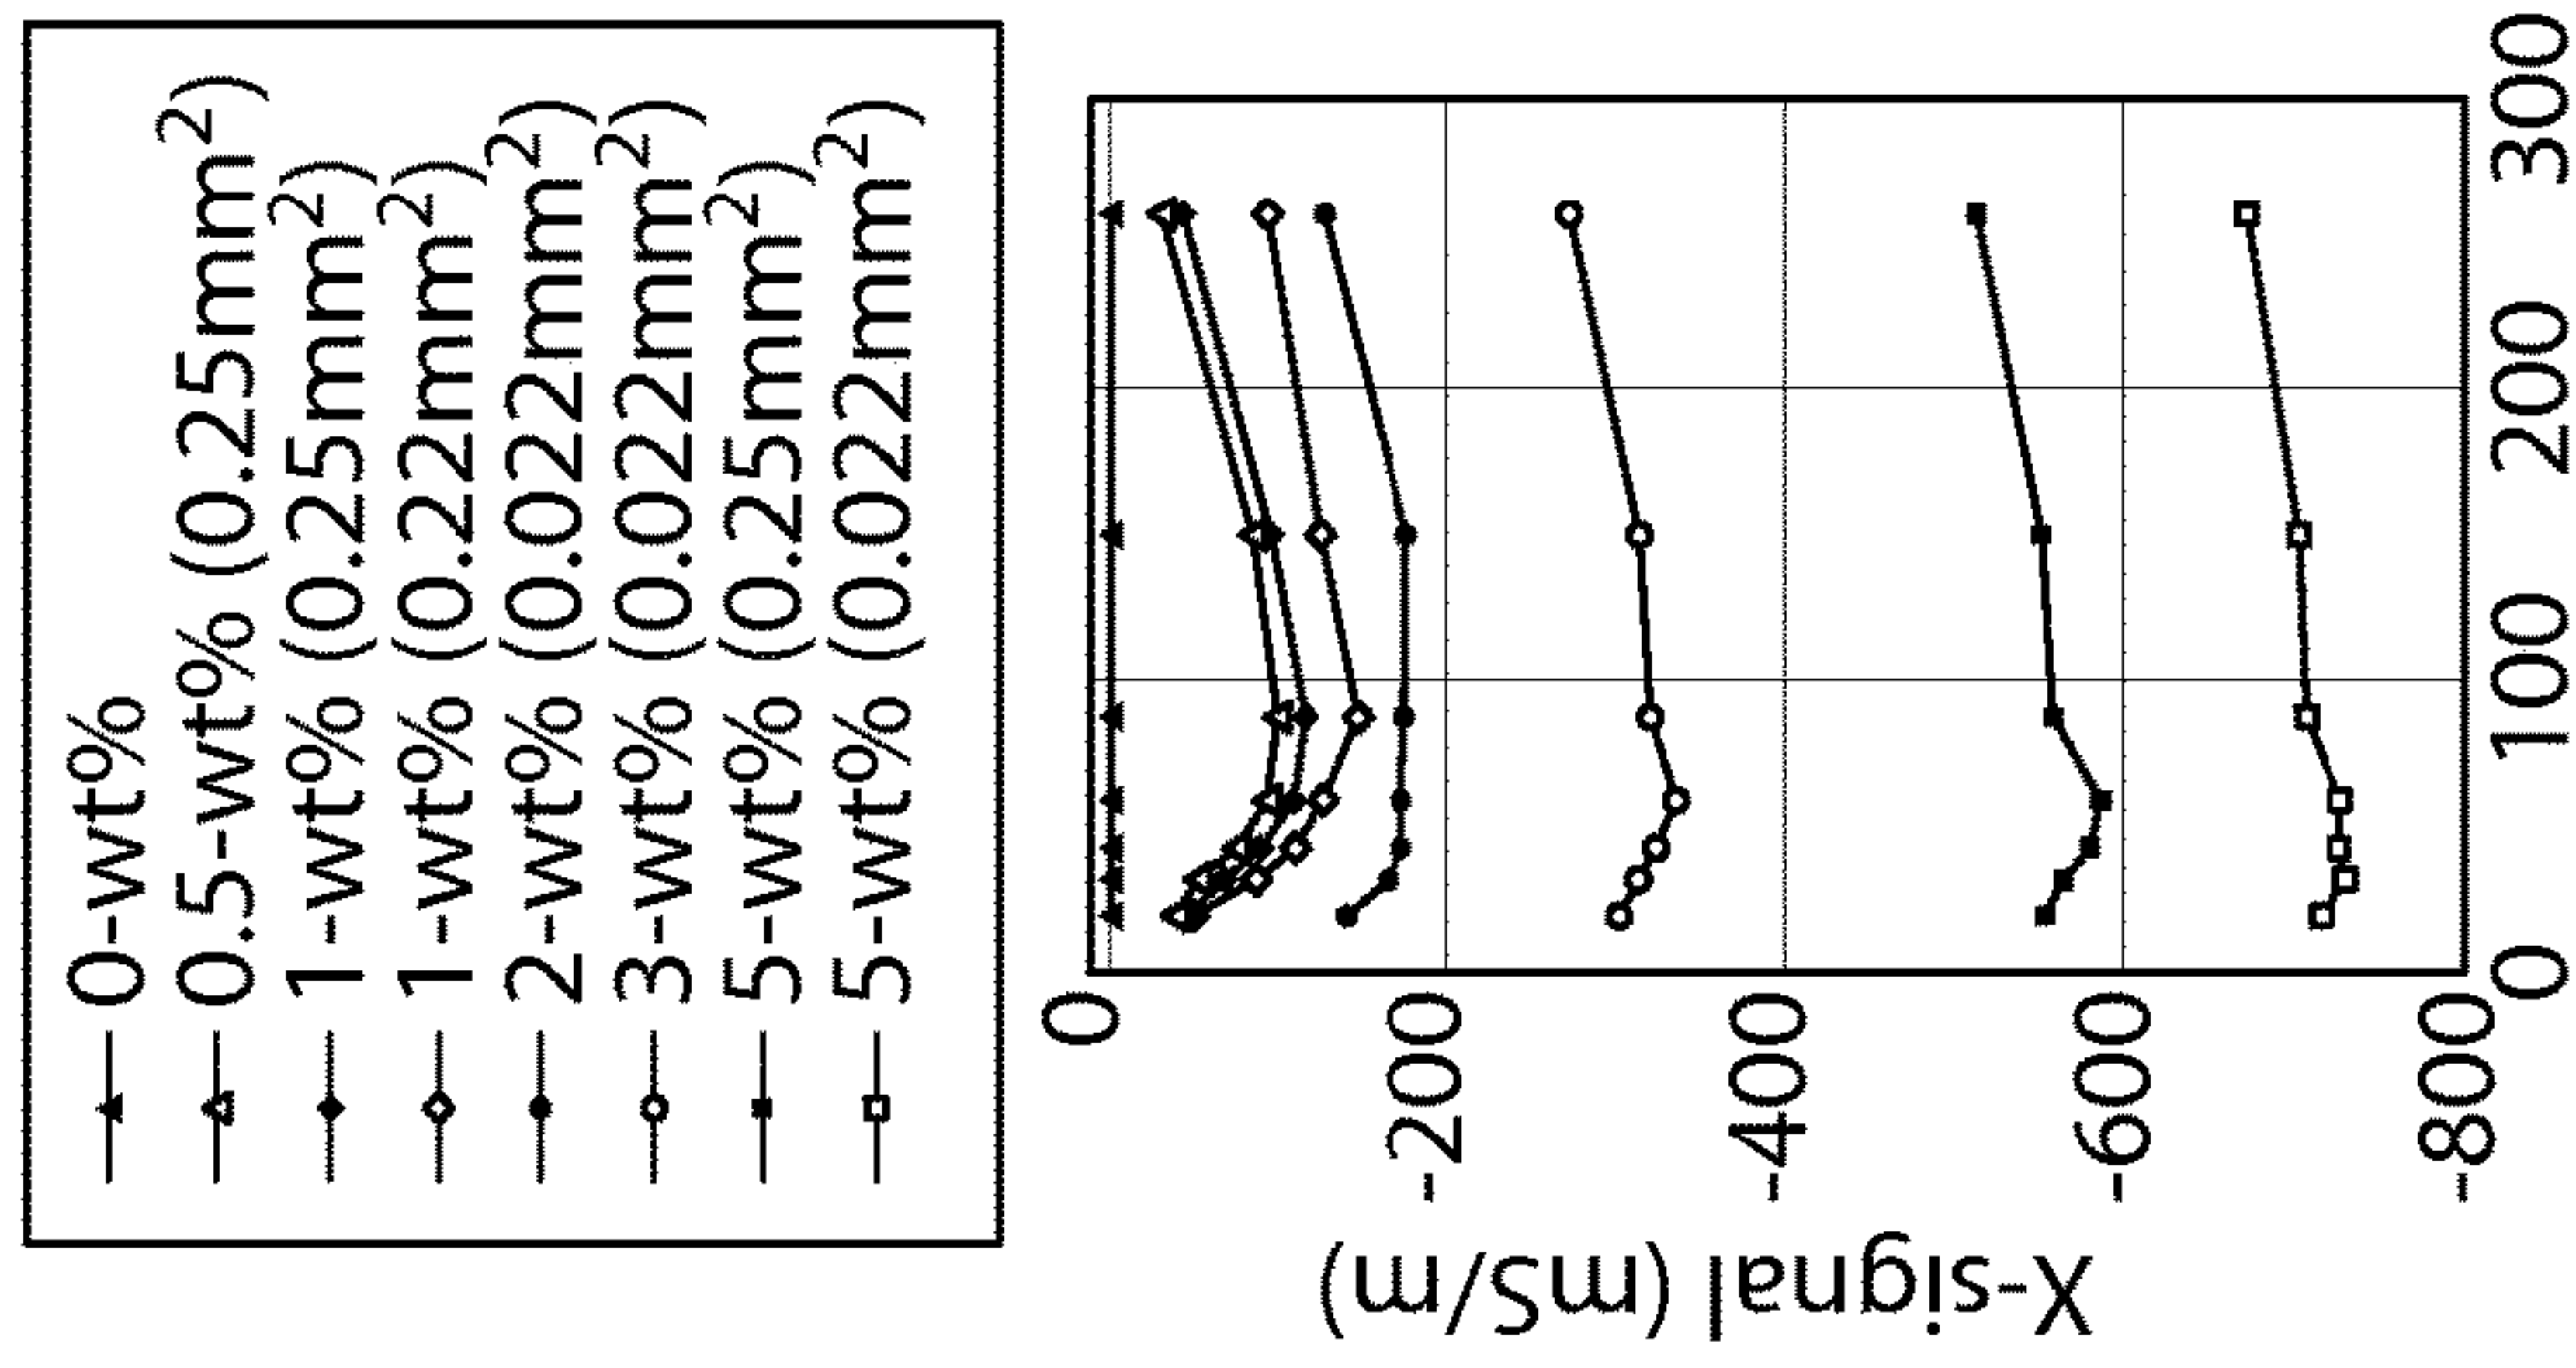 0-wt%
0.5-wt% (0.25mm²)
1-wt% (0.25mm²)
1-wt% (0.22mm²)
2-wt% (0.022mm²)
3-wt% (0.022mm²)
5-wt% (0.25mm²)
5-wt% (0.022mm²)
X-signal (mS/m)
0
-200
-400
-600
-800
0 100 200 300